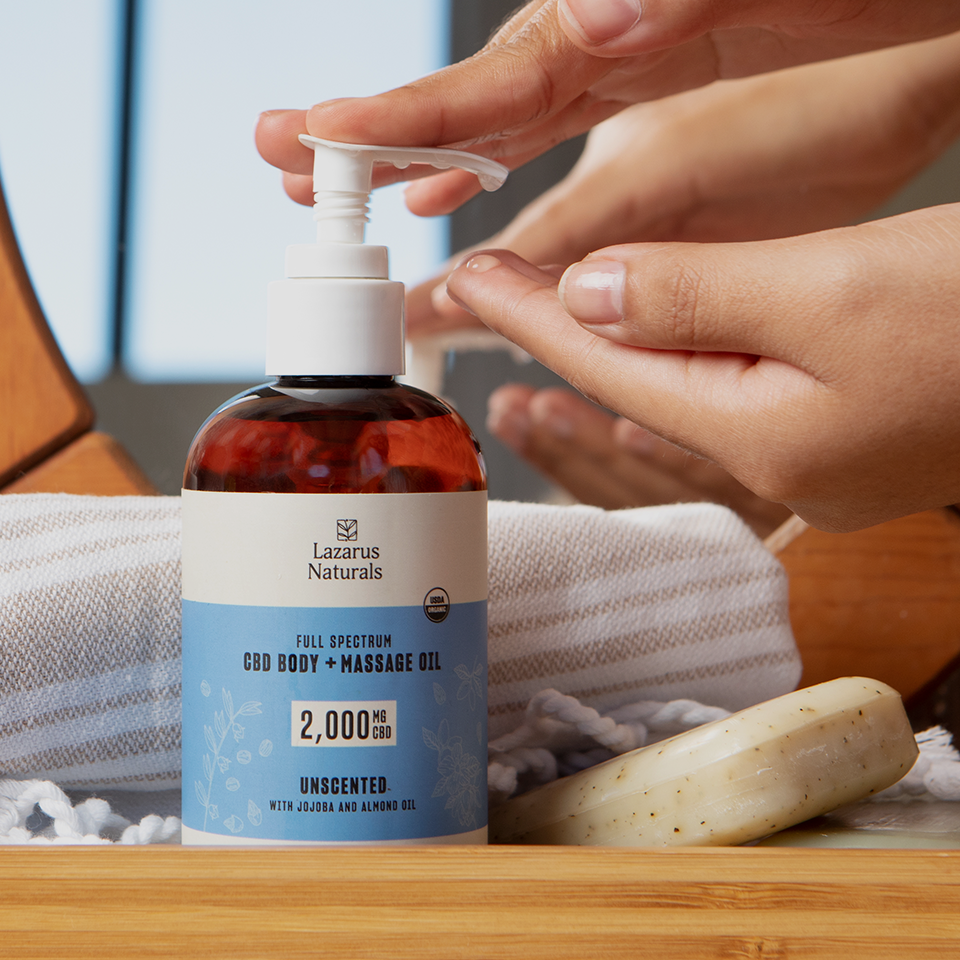 Lazarus
Naturals
USDA
ORGANIC
FULL SPECTRUM
CBD BODY + MASSAGE OIL
2,000 MG
CBD
UNSCENTED
WITH JOJOBA AND ALMOND OIL